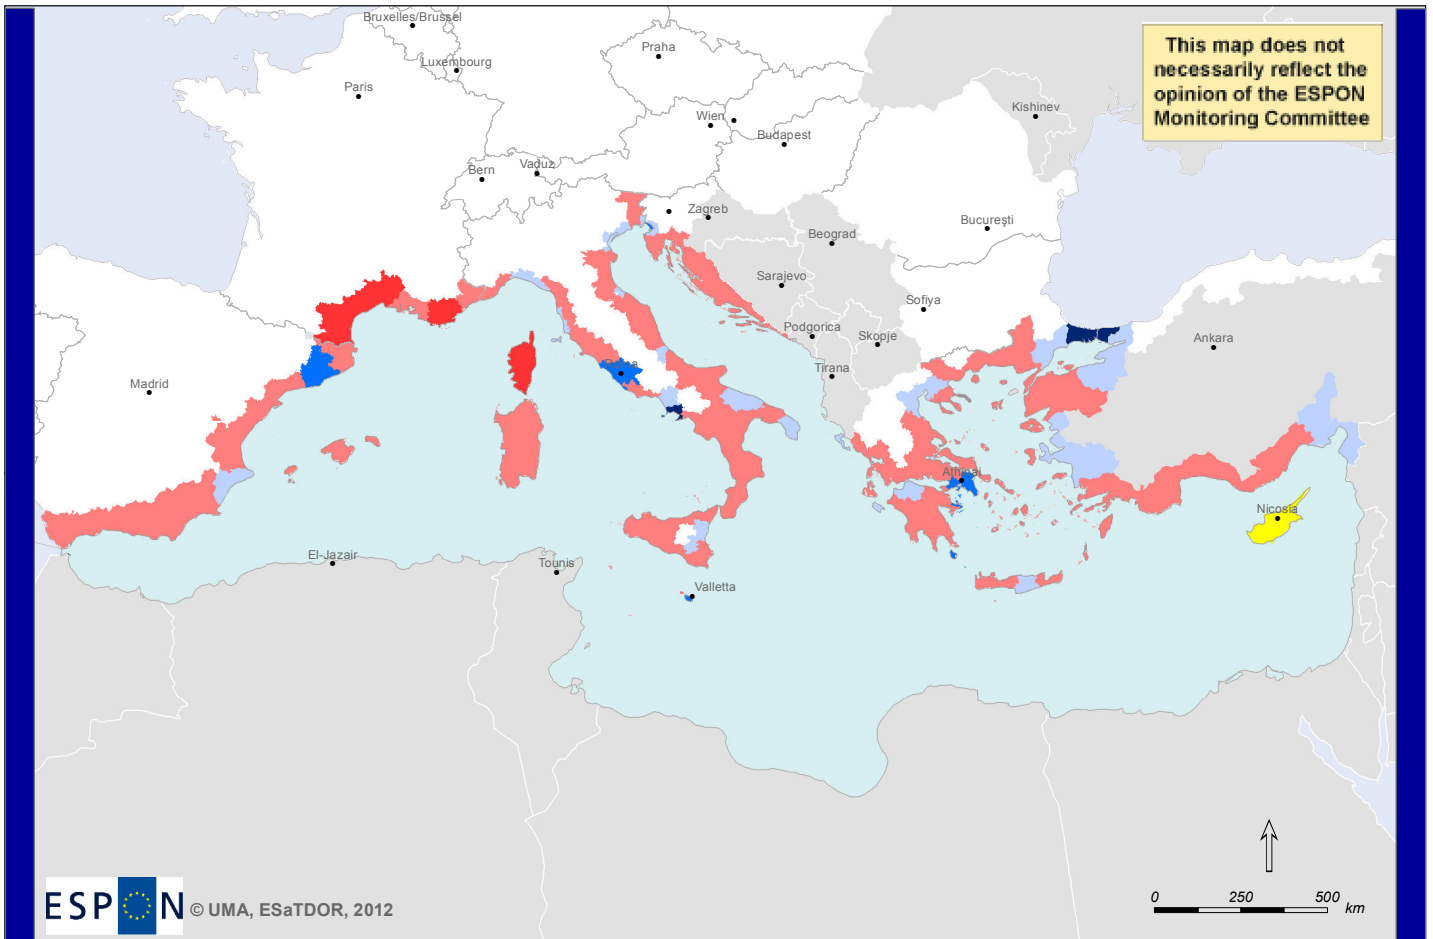 Bruxelles/Brussel
Praha
Luxembourg
Paris
Kishinev
Wien
Budapest
Vaduz
Bern
Zagreb
Bucureşti
Beograd
Sarajevo
Sofiya
Podgorica
Skopje
Ankara
Tirana
Roma
Madrid
Athinai
Nicosia
El-Jazair
Tounis
Valletta
This map does not
necessarily reflect the
opinion of the ESPON
Monitoring Committee
ESPON © UMA, ESaTDOR, 2012
0 250 500
km